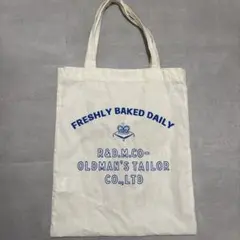 FRESHLY BAKED DAILY
R&D.M.CO-
OLDMAN'S TAILOR
CO.,LTD